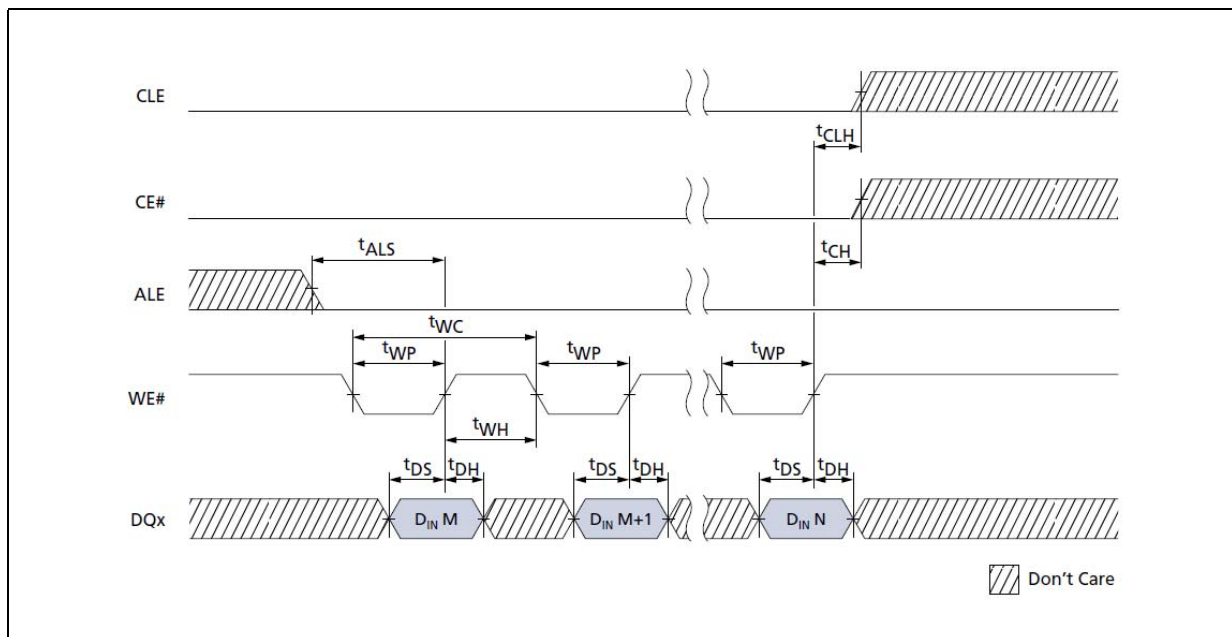 CLE
tCLH
CE#
tCH
tALS
ALE
tWC
tWP tWP tWP
WE#
tWH
tDS tDH tDS tDH tDS tDH
DQx DIN M DIN M+1 DIN N
Don't Care